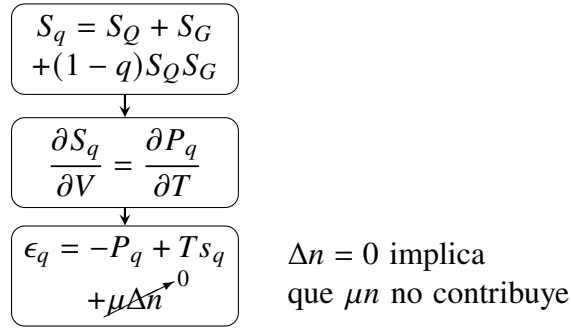 S_q = S_Q + S_G
+(1 − q)S_Q S_G
∂S_q/∂V = ∂P_q/∂T
ϵ_q = −P_q + T s_q
+μΔn 0
Δn = 0 implica
que μn no contribuye